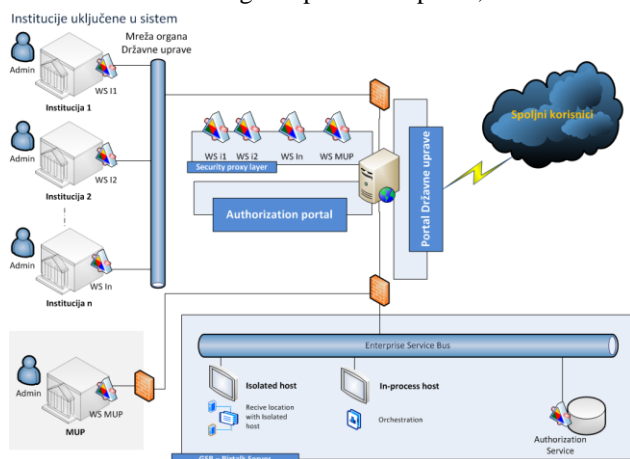 Institucije uključene u sistem
Mreža organa
Državne uprave
Admin
WS I1
Institucija 1
Admin
WS I2
Institucija 2
Admin
WS In
Institucija n
Admin
WS MUP
MUP
WS i1
WS i2
WS In
WS MUP
Security proxy layer
Authorization portal
Portal Državne uprave
Spoljni korisnici
Enterprise Service Bus
Isolated host
Recive location
with Isolated
host
In-process host
Orchestration
Authorization
Service